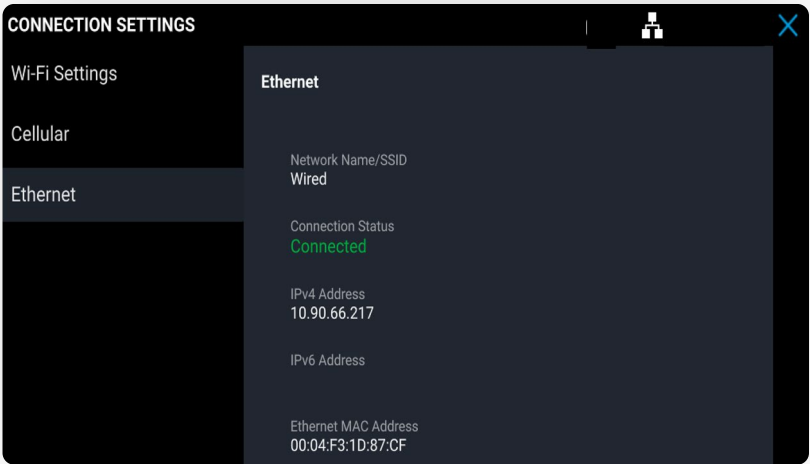 CONNECTION SETTINGS
Wi-Fi Settings
Cellular
Ethernet
Ethernet
Network Name/SSID
Wired
Connection Status
Connected
IPv4 Address
10.90.66.217
IPv6 Address
Ethernet MAC Address
00:04:F3:1D:87:CF